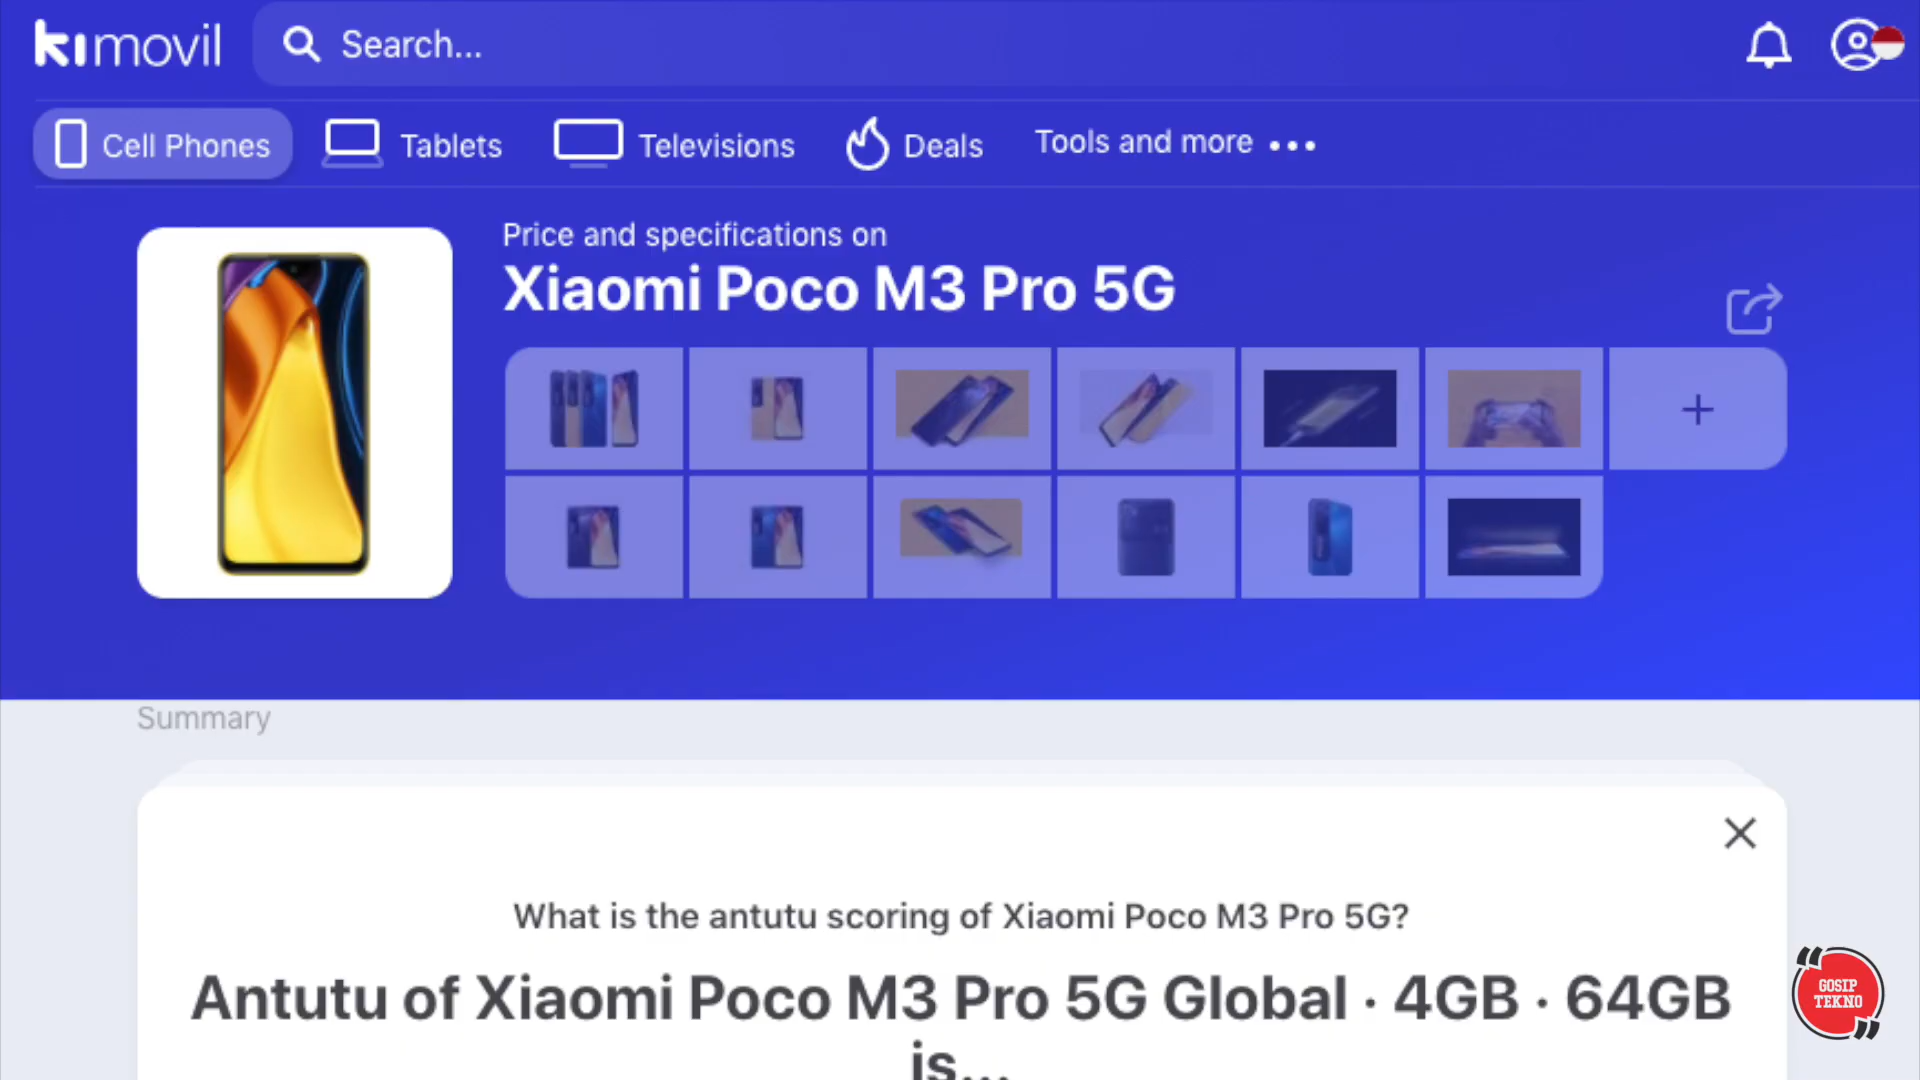 kimovil
Search...
Cell Phones
Tablets
Televisions
Deals
Tools and more
Price and specifications on
Xiaomi Poco M3 Pro 5G
Summary
What is the antutu scoring of Xiaomi Poco M3 Pro 5G?
Antutu of Xiaomi Poco M3 Pro 5G Global · 4GB · 64GB
is...
GOSIP
TEKNO